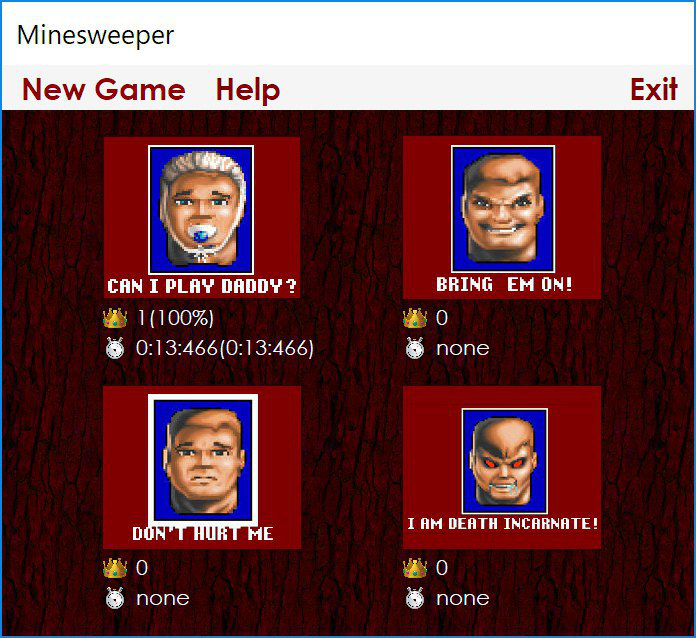 Minesweeper
New Game Help Exit
CAN I PLAY DADDY?
1(100%)
0:13:466(0:13:466)
BRING 'EM ON!
0
none
DON'T HURT ME
0
none
I AM DEATH INCARNATE!
0
none